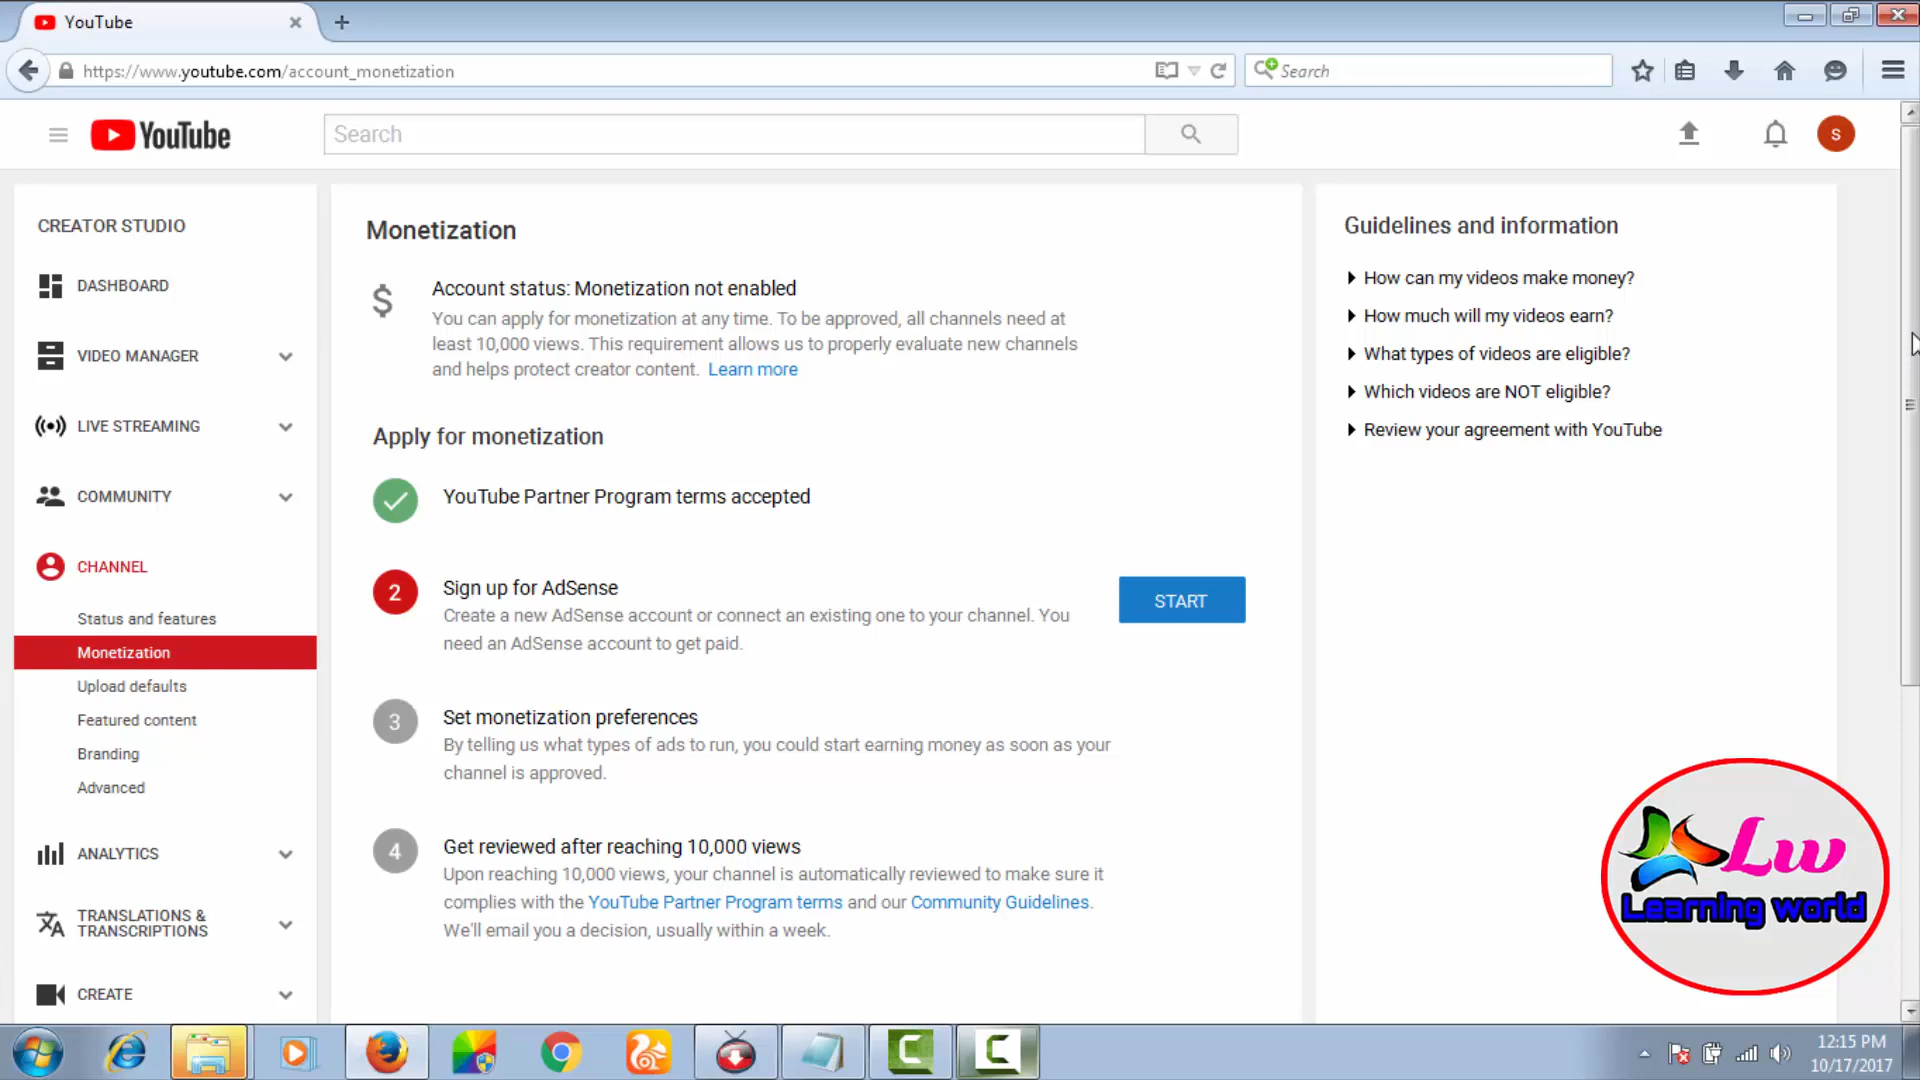 YouTube
https://www.youtube.com/account_monetization
Search
YouTube
Search
S
CREATOR STUDIO
DASHBOARD
VIDEO MANAGER
LIVE STREAMING
COMMUNITY
CHANNEL
Status and features
Monetization
Upload defaults
Featured content
Branding
Advanced
ANALYTICS
TRANSLATIONS &
TRANSCRIPTIONS
CREATE
Monetization
$
Account status: Monetization not enabled
You can apply for monetization at any time. To be approved, all channels need at
least 10,000 views. This requirement allows us to properly evaluate new channels
and helps protect creator content. Learn more
Apply for monetization
YouTube Partner Program terms accepted
2
Sign up for AdSense
Create a new AdSense account or connect an existing one to your channel. You
need an AdSense account to get paid.
START
3
Set monetization preferences
By telling us what types of ads to run, you could start earning money as soon as your
channel is approved.
4
Get reviewed after reaching 10,000 views
Upon reaching 10,000 views, your channel is automatically reviewed to make sure it
complies with the YouTube Partner Program terms and our Community Guidelines.
We'll email you a decision, usually within a week.
Guidelines and information
How can my videos make money?
How much will my videos earn?
What types of videos are eligible?
Which videos are NOT eligible?
Review your agreement with YouTube
Lw
Learning world
12:15 PM
10/17/2017